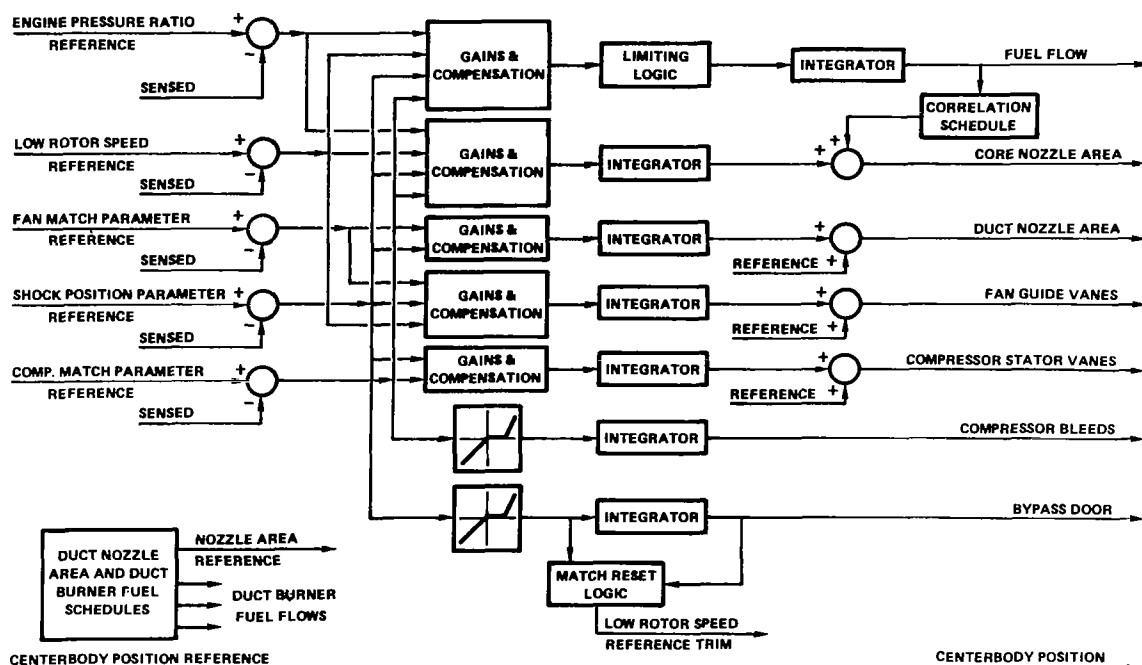 ENGINE PRESSURE RATIO
REFERENCE
+
−
SENSED
LOW ROTOR SPEED
REFERENCE
+
−
SENSED
FAN MATCH PARAMETER
REFERENCE
+
−
SENSED
SHOCK POSITION PARAMETER
REFERENCE
+
−
SENSED
COMP. MATCH PARAMETER
REFERENCE
+
−
SENSED
GAINS &
COMPENSATION
LIMITING
LOGIC
INTEGRATOR
FUEL FLOW
CORRELATION
SCHEDULE
GAINS &
COMPENSATION
INTEGRATOR
+
+
CORE NOZZLE AREA
GAINS &
COMPENSATION
INTEGRATOR
+
DUCT NOZZLE AREA
REFERENCE
+
GAINS &
COMPENSATION
INTEGRATOR
+
FAN GUIDE VANES
REFERENCE
+
GAINS &
COMPENSATION
INTEGRATOR
+
COMPRESSOR STATOR VANES
REFERENCE
+
INTEGRATOR
COMPRESSOR BLEEDS
INTEGRATOR
BYPASS DOOR
MATCH RESET
LOGIC
LOW ROTOR SPEED
REFERENCE TRIM
DUCT NOZZLE
AREA AND DUCT
BURNER FUEL
SCHEDULES
NOZZLE AREA
REFERENCE
DUCT BURNER
FUEL FLOWS
CENTERBODY POSITION REFERENCE
CENTERBODY POSITION